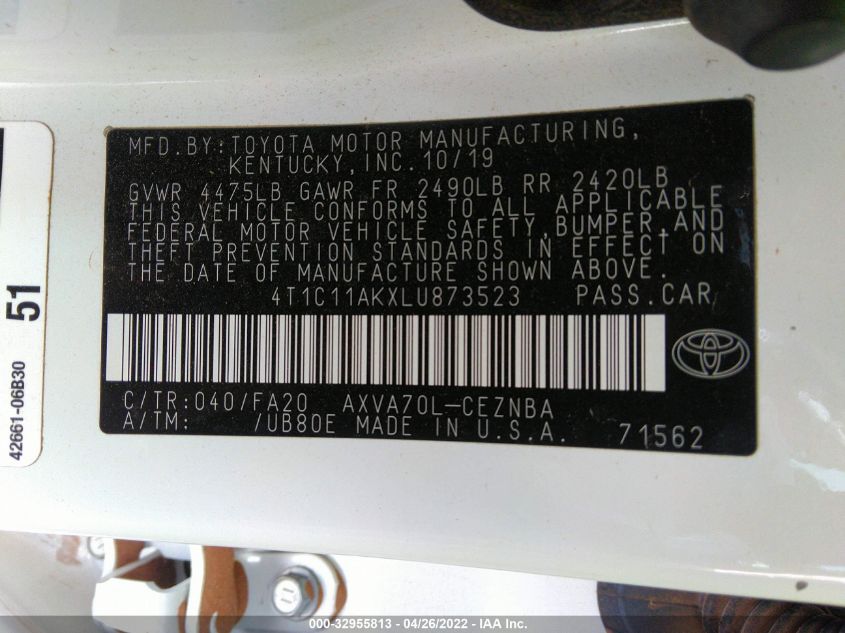 MFD.BY:TOYOTA MOTOR MANUFACTURING,
KENTUCKY, INC.10/19
GVWR 4475LB GAWR FR 2490LB RR 2420LB
THIS VEHICLE CONFORMS TO ALL APPLICABLE
FEDERAL MOTOR VEHICLE SAFETY,BUMPER,AND
THEFT PREVENTION STANDARDS IN EFFECT ON
THE DATE OF MANUFACTURE SHOWN ABOVE.
4T1C11AKXLU873523 PASS.CAR
C/TR:040/FA20 AXVA70L-CEZNBA
A/TM: /UB80E MADE IN U.S.A. 71562
51
42661-06B30
000-32955813 - 04/26/2022 - IAA Inc.